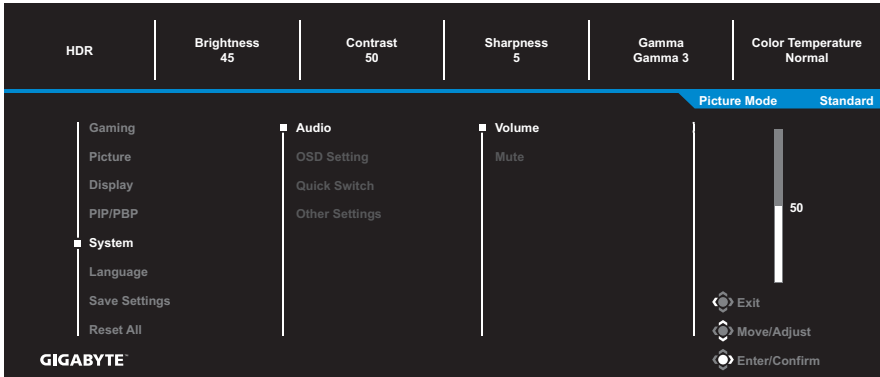 HDR
Brightness
45
Contrast
50
Sharpness
5
Gamma
Gamma 3
Color Temperature
Normal
Picture Mode Standard
Gaming Audio Volume
Picture OSD Setting Mute
Display Quick Switch
PIP/PBP Other Settings
50
System
Language
Save Settings
Exit
Reset All
Move/Adjust
GIGABYTE™
Enter/Confirm